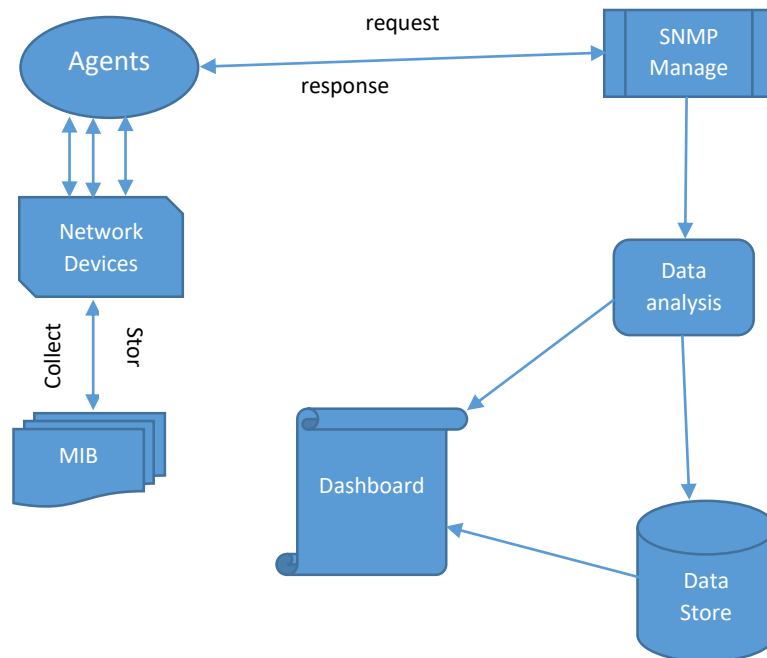 request
Agents
SNMP
Manage
response
Network
Devices
Data
analysis
Collect
Stor
MIB
Dashboard
Data
Store